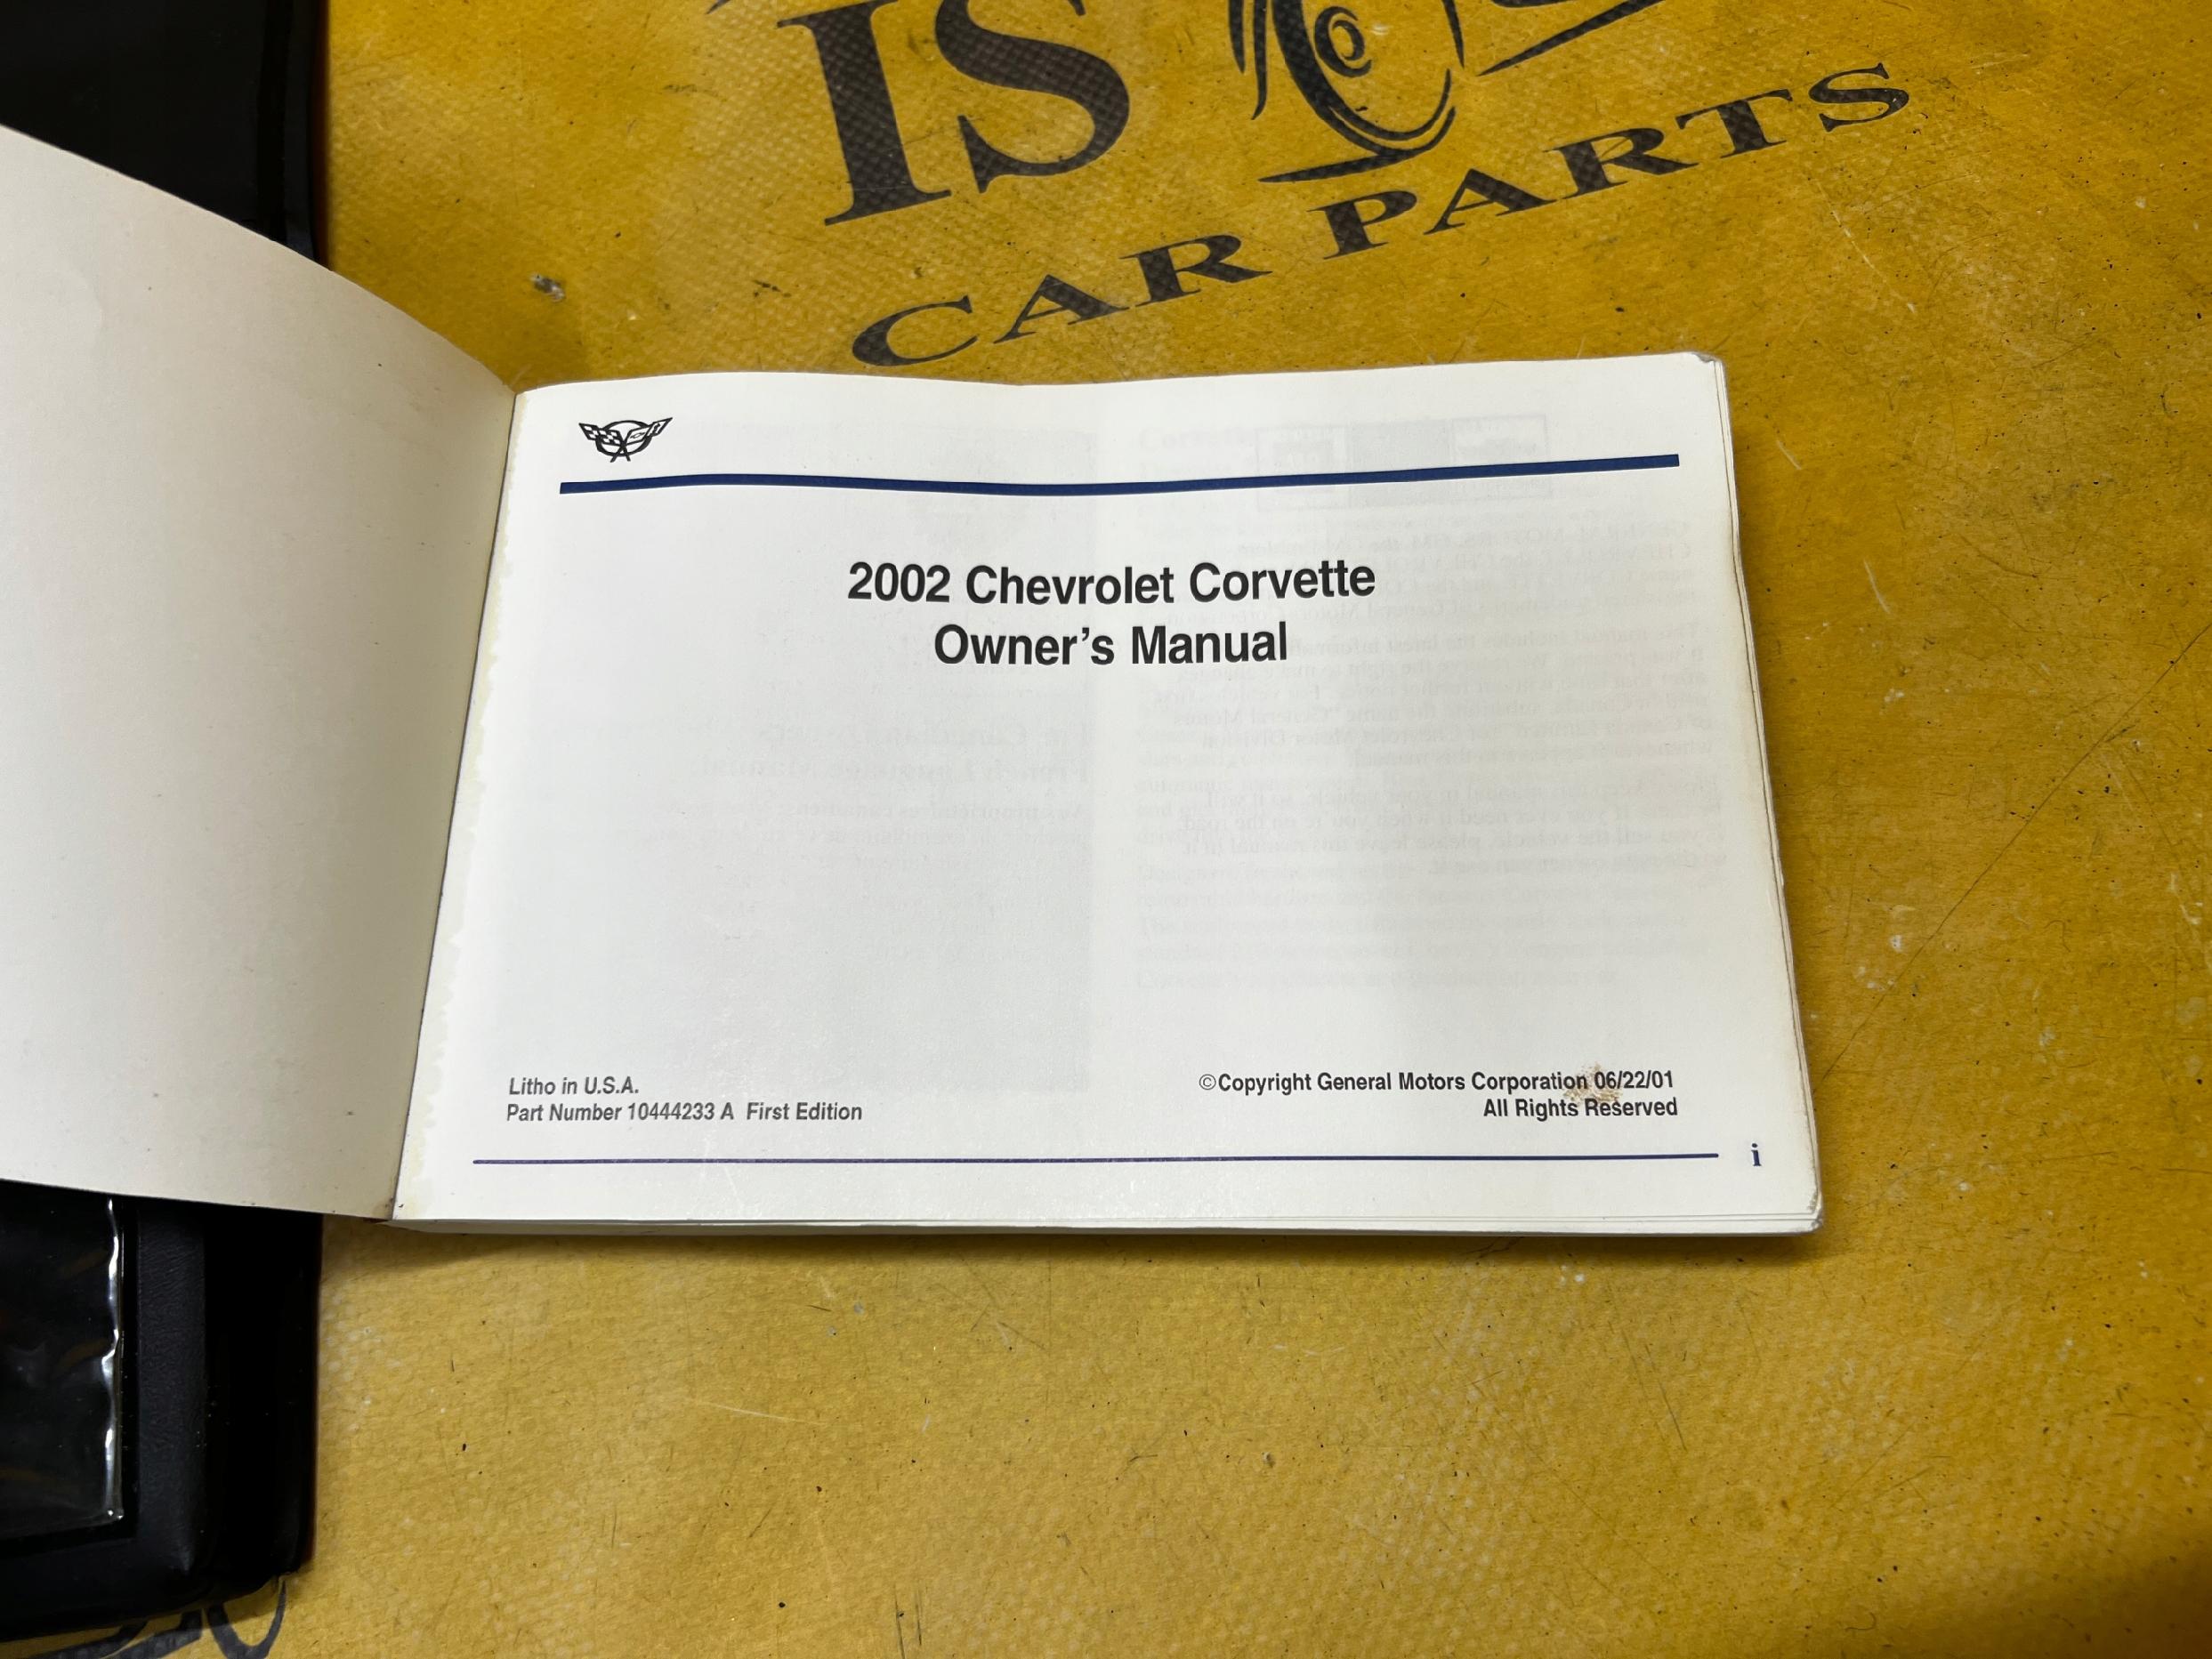 IS
CAR PARTS
2002 Chevrolet Corvette
Owner's Manual
Litho in U.S.A.
Part Number 10444233 A First Edition
©Copyright General Motors Corporation 06/22/01
All Rights Reserved
i